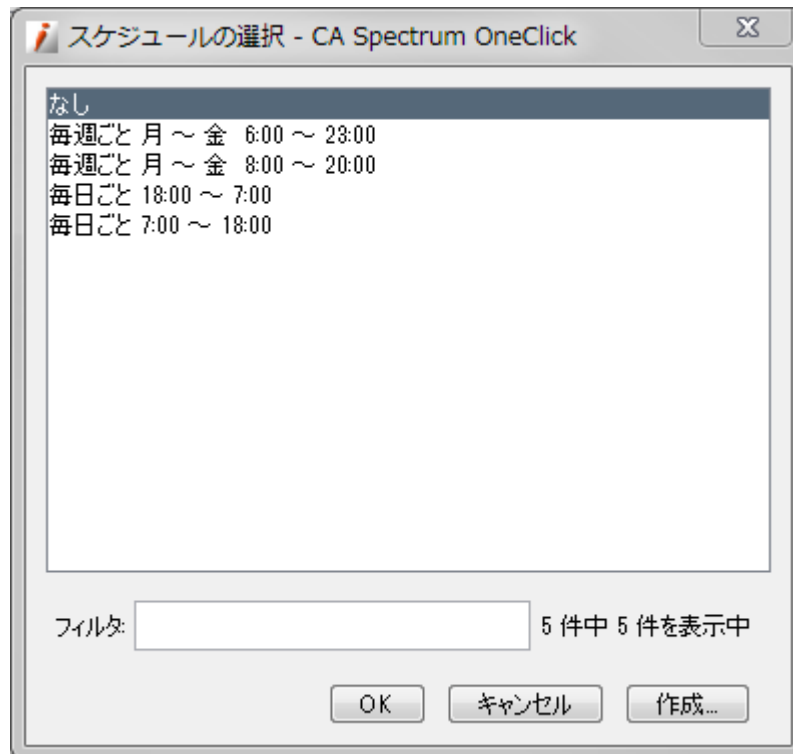 スケジュールの選択 - CA Spectrum OneClick
なし
毎週ごと 月 ～ 金 6:00 ～ 23:00
毎週ごと 月 ～ 金 8:00 ～ 20:00
毎日ごと 18:00 ～ 7:00
毎日ごと 7:00 ～ 18:00
フィルタ: 5 件中 5 件を表示中
OK キャンセル 作成...